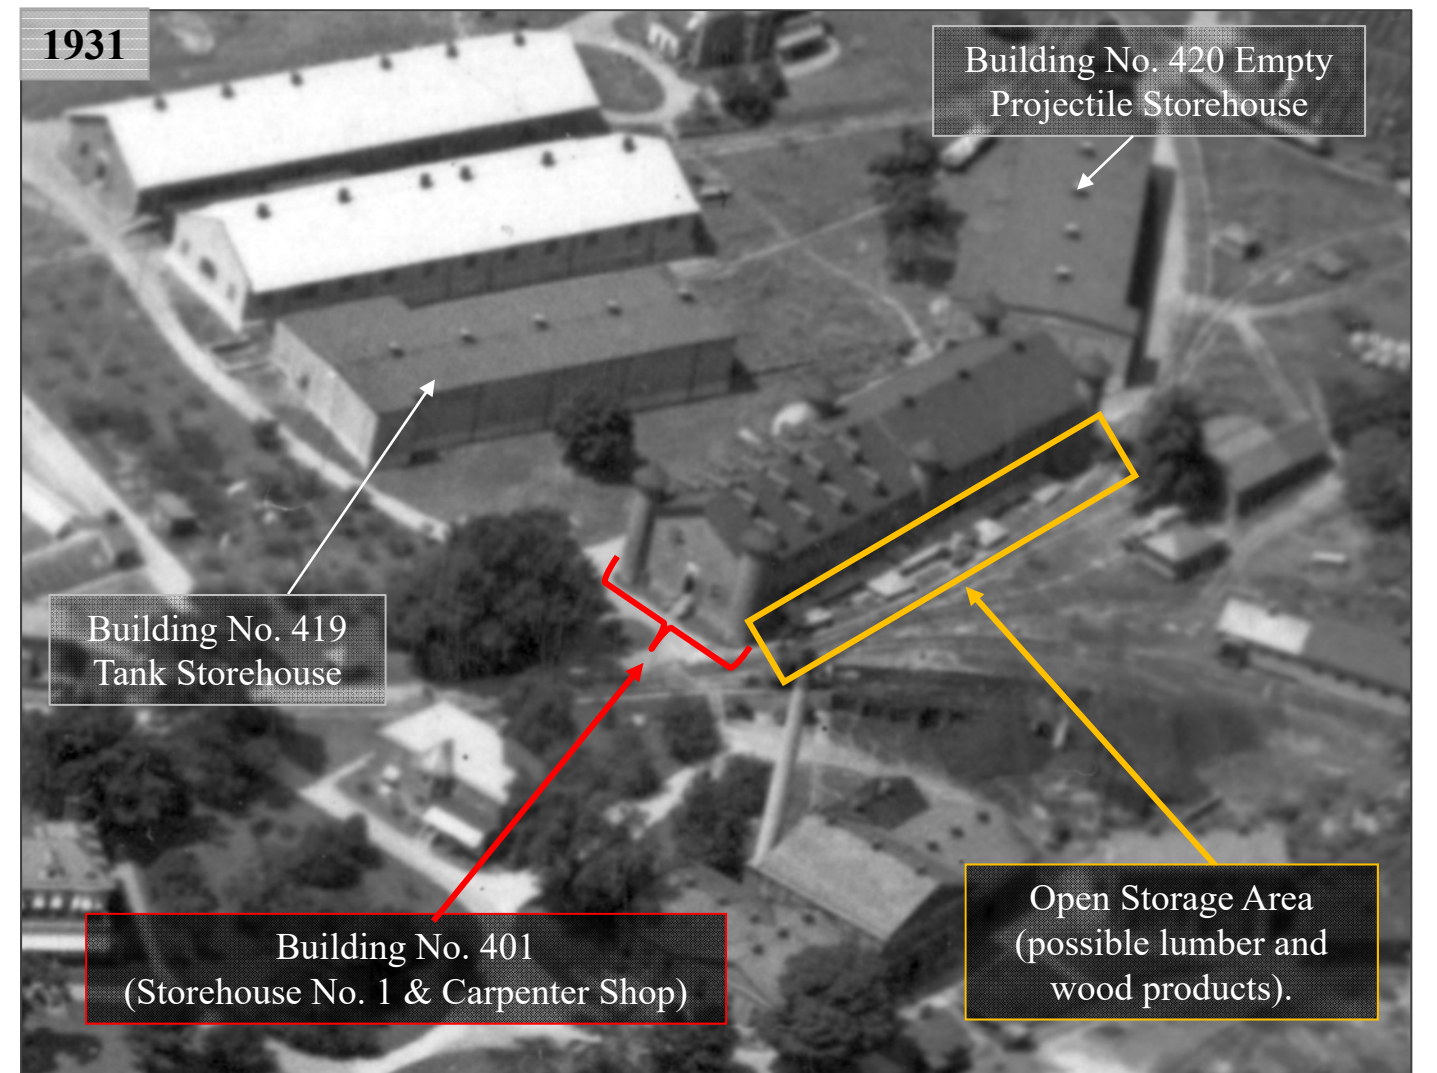 1931
Building No. 420 Empty
Projectile Storehouse
Building No. 419
Tank Storehouse
Building No. 401
(Storehouse No. 1 & Carpenter Shop)
Open Storage Area
(possible lumber and
wood products).